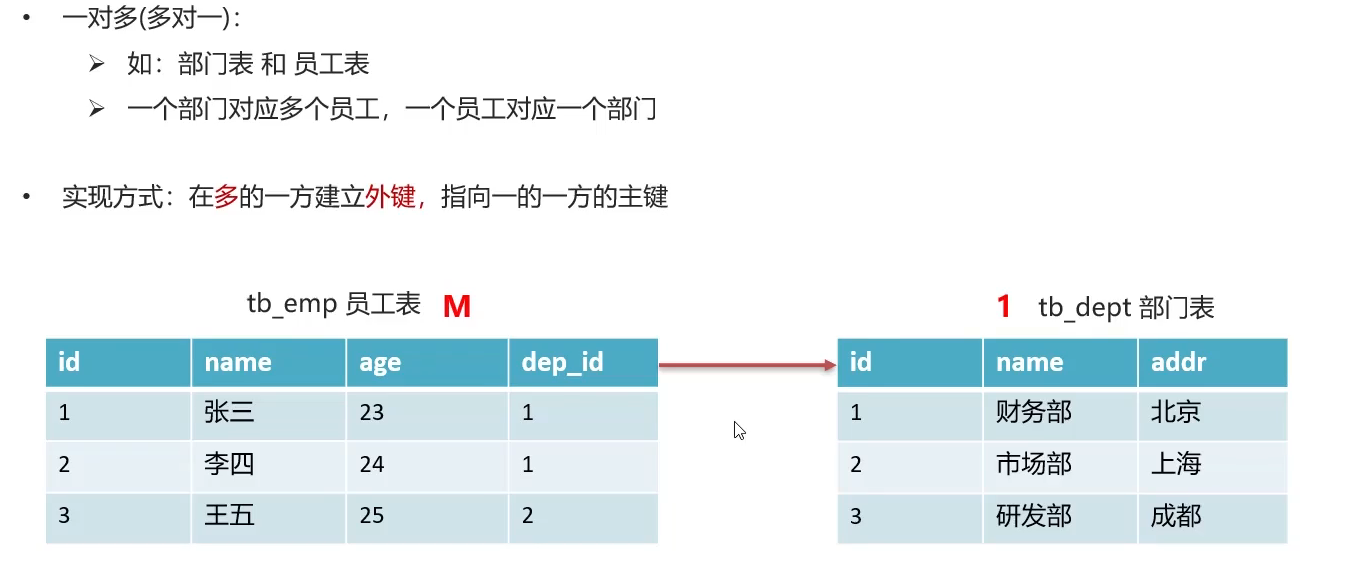 • 一对多(多对一)：
➢ 如：部门表 和 员工表
➢ 一个部门对应多个员工，一个员工对应一个部门
• 实现方式：在多的一方建立外键，指向一的一方的主键
tb_emp 员工表 M
id name age dep_id
1 张三 23 1
2 李四 24 1
3 王五 25 2
1 tb_dept 部门表
id name addr
1 财务部 北京
2 市场部 上海
3 研发部 成都